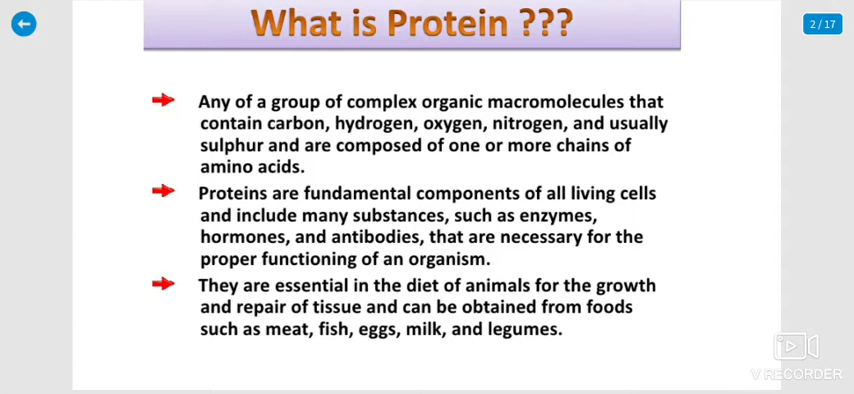 What is Protein ???
2 / 17
Any of a group of complex organic macromolecules that
contain carbon, hydrogen, oxygen, nitrogen, and usually
sulphur and are composed of one or more chains of
amino acids.
Proteins are fundamental components of all living cells
and include many substances, such as enzymes,
hormones, and antibodies, that are necessary for the
proper functioning of an organism.
They are essential in the diet of animals for the growth
and repair of tissue and can be obtained from foods
such as meat, fish, eggs, milk, and legumes.
V RECORDER